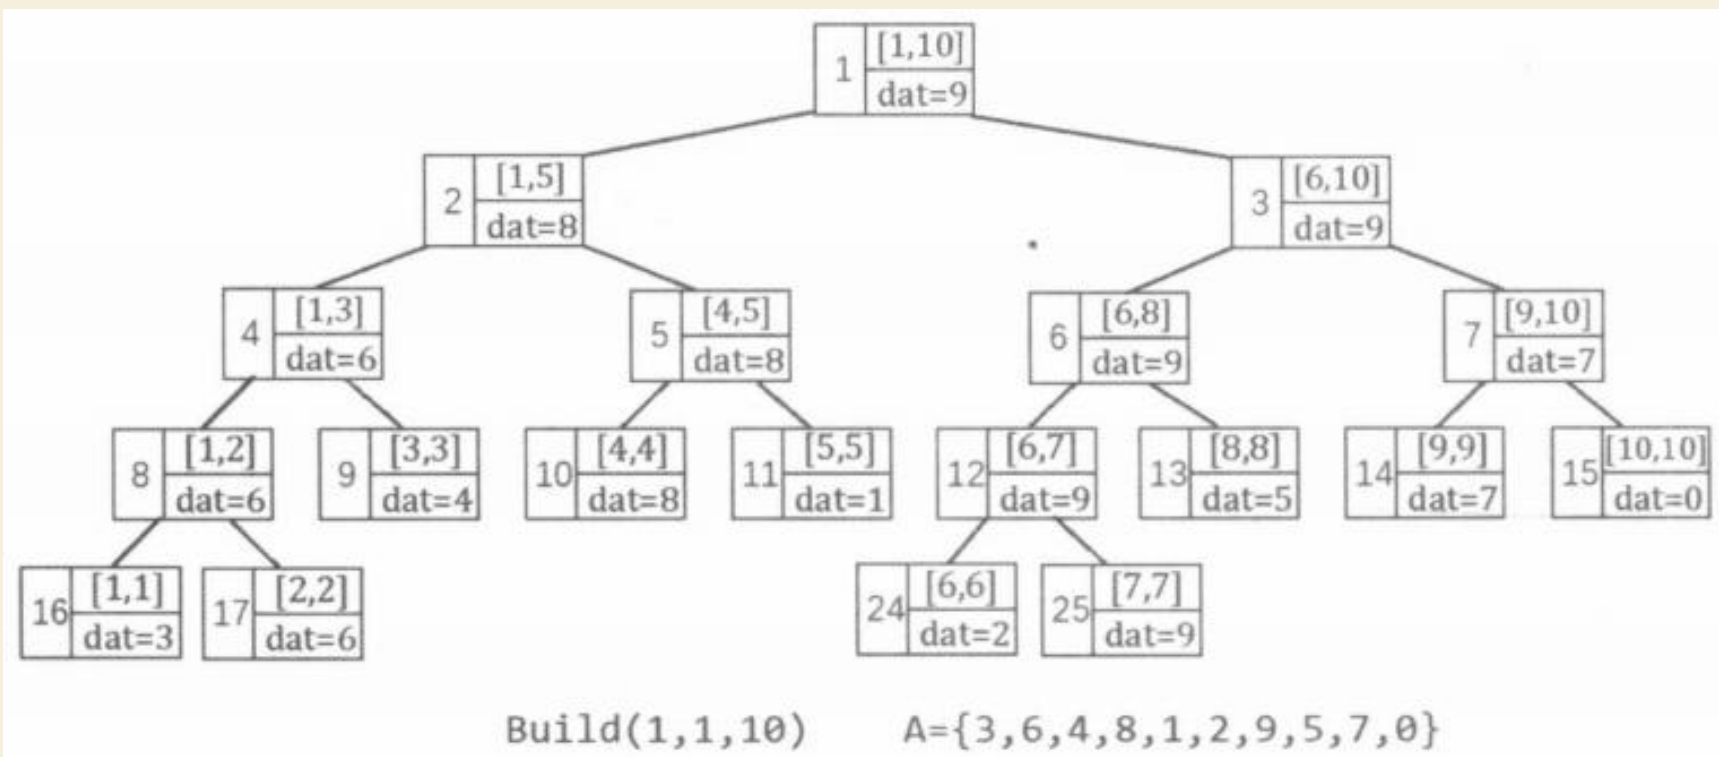 1 [1,10]
dat=9
2 [1,5]
dat=8
3 [6,10]
dat=9
4 [1,3]
dat=6
5 [4,5]
dat=8
6 [6,8]
dat=9
7 [9,10]
dat=7
8 [1,2]
dat=6
9 [3,3]
dat=4
10 [4,4]
dat=8
11 [5,5]
dat=1
12 [6,7]
dat=9
13 [8,8]
dat=5
14 [9,9]
dat=7
15 [10,10]
dat=0
16 [1,1]
dat=3
17 [2,2]
dat=6
24 [6,6]
dat=2
25 [7,7]
dat=9
Build(1,1,10) A={3,6,4,8,1,2,9,5,7,0}